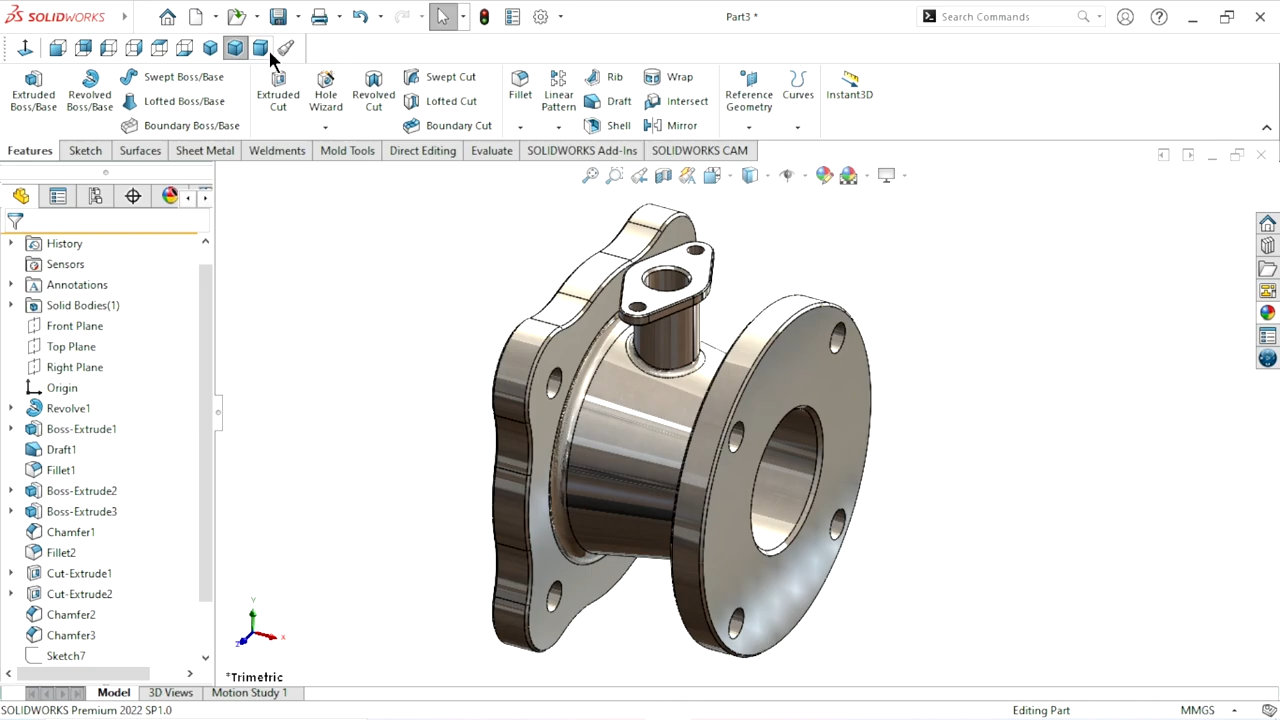 SOLIDWORKS
Part3 *
Search Commands
Extruded Boss/Base
Revolved Boss/Base
Swept Boss/Base
Lofted Boss/Base
Boundary Boss/Base
Extruded Cut
Hole Wizard
Revolved Cut
Swept Cut
Lofted Cut
Boundary Cut
Fillet
Linear Pattern
Rib
Draft
Shell
Wrap
Intersect
Mirror
Reference Geometry
Curves
Instant3D
Features
Sketch
Surfaces
Sheet Metal
Weldments
Mold Tools
Direct Editing
Evaluate
SOLIDWORKS Add-Ins
SOLIDWORKS CAM
History
Sensors
Annotations
Solid Bodies(1)
Front Plane
Top Plane
Right Plane
Origin
Revolve1
Boss-Extrude1
Draft1
Fillet1
Boss-Extrude2
Boss-Extrude3
Chamfer1
Fillet2
Cut-Extrude1
Cut-Extrude2
Chamfer2
Chamfer3
Sketch7
Y
X
Z
*Trimetric
Model
3D Views
Motion Study 1
SOLIDWORKS Premium 2022 SP1.0
Editing Part
MMGS